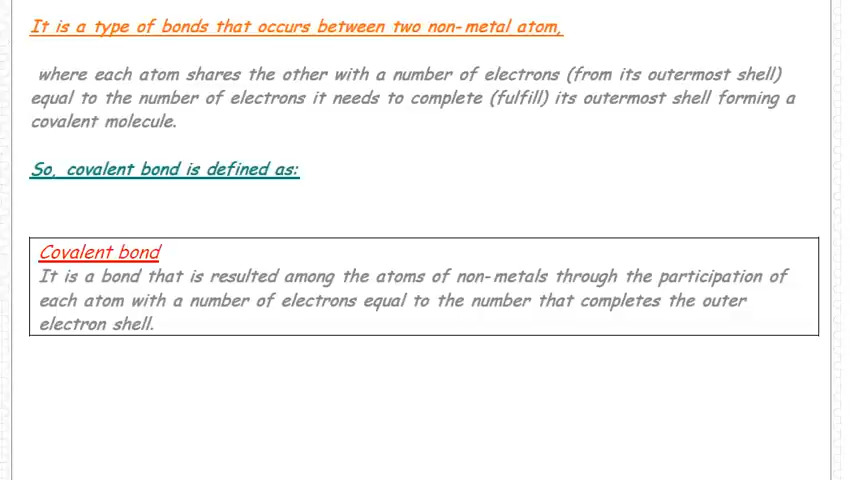 It is a type of bonds that occurs between two non-metal atom,
where each atom shares the other with a number of electrons (from its outermost shell)
equal to the number of electrons it needs to complete (fulfill) its outermost shell forming a
covalent molecule.
So, covalent bond is defined as:
Covalent bond
It is a bond that is resulted among the atoms of non-metals through the participation of
each atom with a number of electrons equal to the number that completes the outer
electron shell.